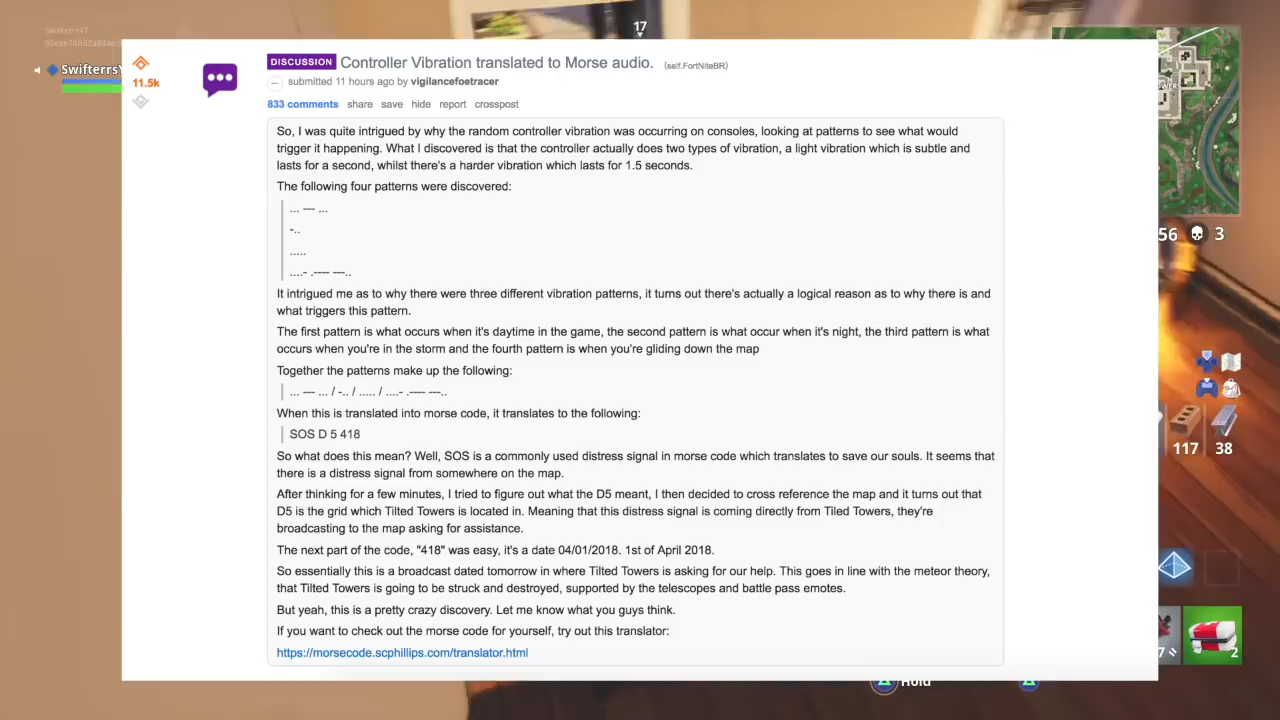 SwifterrsYT
17
SwifterrsY
11.5k
DISCUSSION Controller Vibration translated to Morse audio. (self.FortNiteBR)
submitted 11 hours ago by vigilancefoetracer
833 comments share save hide report crosspost
So, I was quite intrigued by why the random controller vibration was occurring on consoles, looking at patterns to see what would
trigger it happening. What I discovered is that the controller actually does two types of vibration, a light vibration which is subtle and
lasts for a second, whilst there's a harder vibration which lasts for 1.5 seconds.
The following four patterns were discovered:
... --- ...
-..
.....
....- .---- ---..
It intrigued me as to why there were three different vibration patterns, it turns out there's actually a logical reason as to why there is and
what triggers this pattern.
The first pattern is what occurs when it's daytime in the game, the second pattern is what occur when it's night, the third pattern is what
occurs when you're in the storm and the fourth pattern is when you're gliding down the map
Together the patterns make up the following:
... --- ... / -.. / ..... / ....- .---- ---..
When this is translated into morse code, it translates to the following:
SOS D 5 418
So what does this mean? Well, SOS is a commonly used distress signal in morse code which translates to save our souls. It seems that
there is a distress signal from somewhere on the map.
After thinking for a few minutes, I tried to figure out what the D5 meant, I then decided to cross reference the map and it turns out that
D5 is the grid which Tilted Towers is located in. Meaning that this distress signal is coming directly from Tiled Towers, they're
broadcasting to the map asking for assistance.
The next part of the code, "418" was easy, it's a date 04/01/2018. 1st of April 2018.
So essentially this is a broadcast dated tomorrow in where Tilted Towers is asking for our help. This goes in line with the meteor theory,
that Tilted Towers is going to be struck and destroyed, supported by the telescopes and battle pass emotes.
But yeah, this is a pretty crazy discovery. Let me know what you guys think.
If you want to check out the morse code for yourself, try out this translator:
https://morsecode.scphillips.com/translator.html
56 3
117 38
7 2
Hold